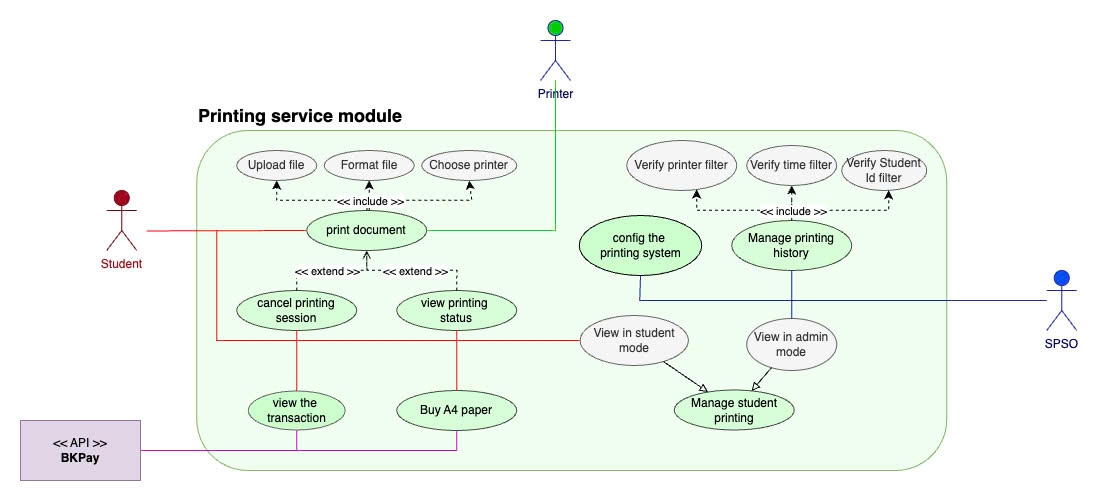 Printer
Printing service module
Upload file
Format file
Choose printer
Verify printer filter
Verify time filter
Verify Student
Id filter
<< include >>
<< include >>
Student
print document
config the
printing system
Manage printing
history
<< extend >>
<< extend >>
cancel printing
session
view printing
status
View in student
mode
View in admin
mode
SPSO
view the
transaction
Buy A4 paper
Manage student
printing
<< API >>
BKPay